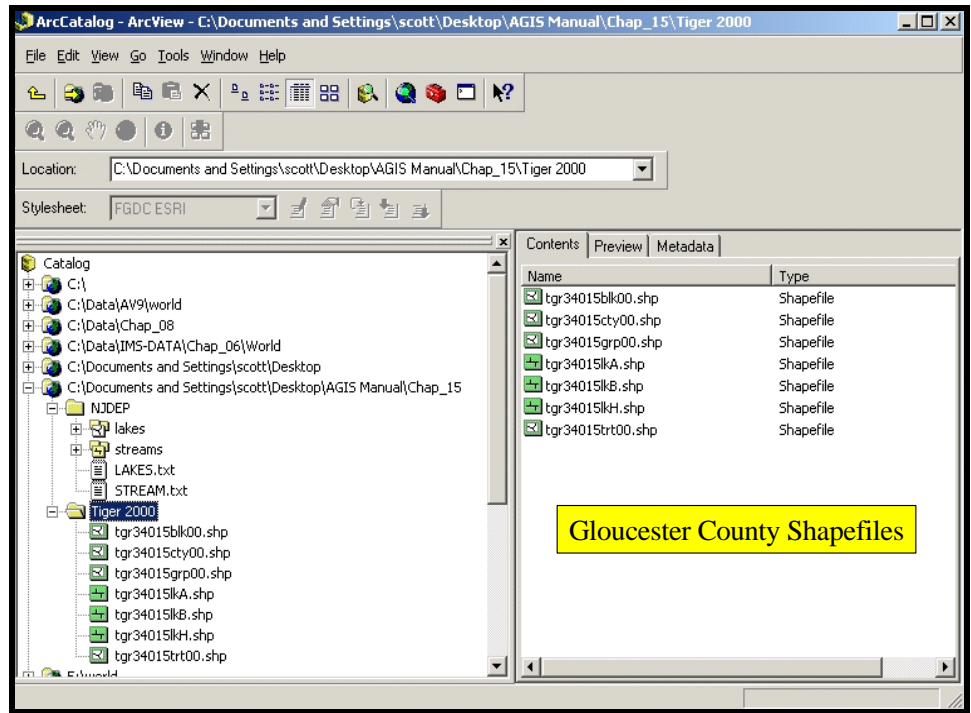 ArcCatalog - ArcView - C:\Documents and Settings\scott\Desktop\AGIS Manual\Chap_15\Tiger 2000
File Edit View Go Tools Window Help
Location: C:\Documents and Settings\scott\Desktop\AGIS Manual\Chap_15\Tiger 2000
Stylesheet: FGDC ESRI
Catalog
C:\
C:\Data\AV9\world
C:\Data\Chap_08
C:\Data\IMS-DATA\Chap_06\World
C:\Documents and Settings\scott\Desktop
C:\Documents and Settings\scott\Desktop\AGIS Manual\Chap_15
NJDEP
lakes
streams
LAKES.txt
STREAM.txt
Tiger 2000
tgr34015blk00.shp
tgr34015cty00.shp
tgr34015grp00.shp
tgr34015lkA.shp
tgr34015lkB.shp
tgr34015lkH.shp
tgr34015trt00.shp
Contents Preview Metadata
Name Type
tgr34015blk00.shp Shapefile
tgr34015cty00.shp Shapefile
tgr34015grp00.shp Shapefile
tgr34015lkA.shp Shapefile
tgr34015lkB.shp Shapefile
tgr34015lkH.shp Shapefile
tgr34015trt00.shp Shapefile
Gloucester County Shapefiles